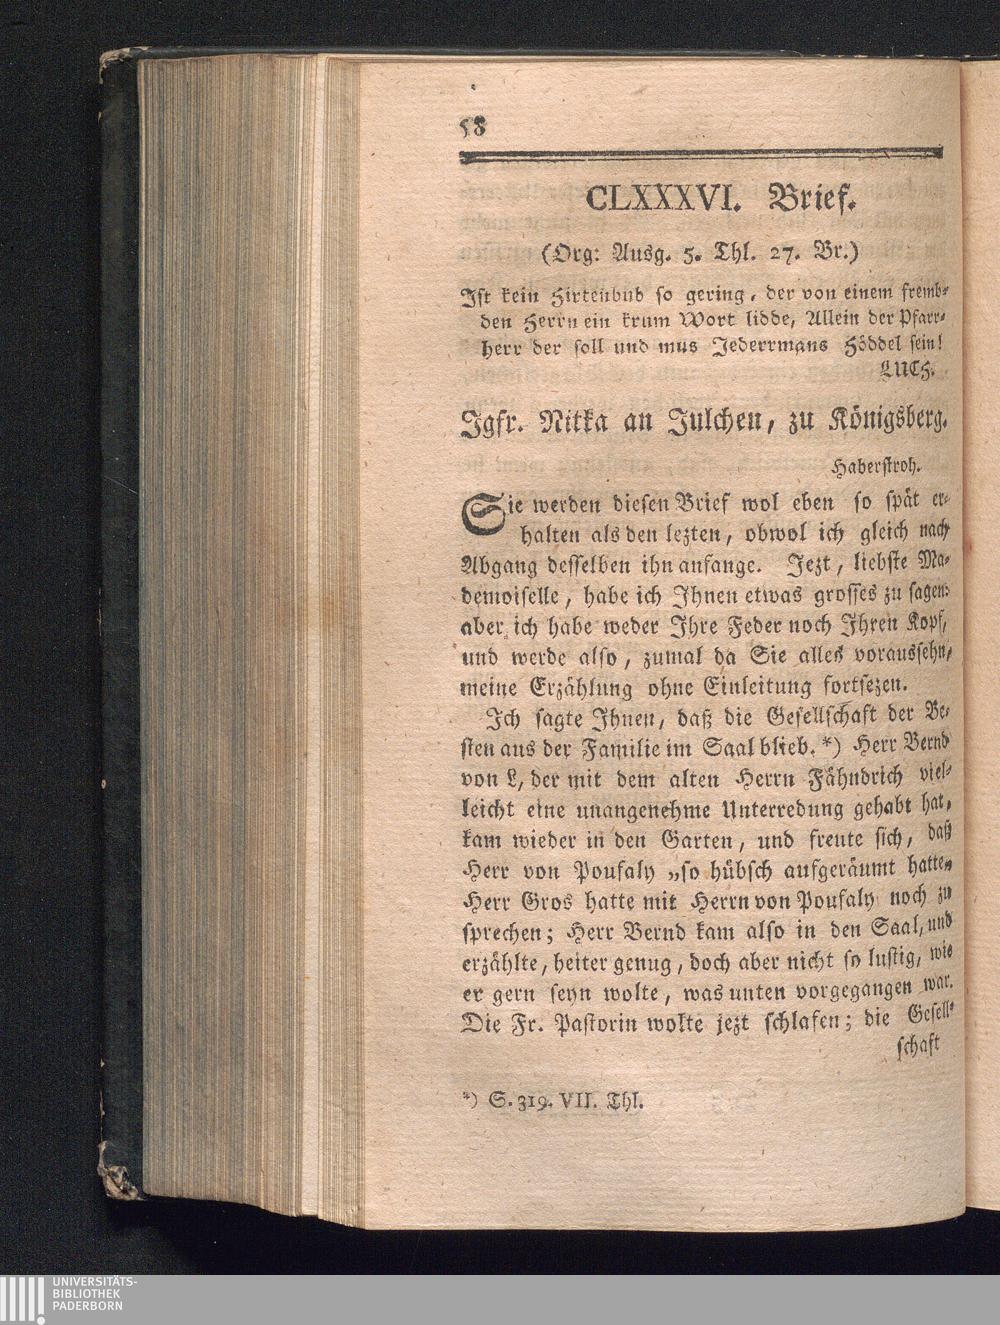 58
CLXXXVI. Brief.
(Org: Ausg. 5. Thl. 27. Br.)
Ist kein Hirtenbub so gering, der von einem fremb-
den Herrn ein krum Wort lidde, Allein der Pfarr-
herr der soll und mus Jederrmans Höddel sein!
LUTH.
Igfr. Nitka an Julchen, zu Königsberg.
Haberstroh.
Sie werden diesen Brief wol eben so spät er-
halten als den lezten, obwol ich gleich nach
Abgang desselben ihn anfange. Jezt, liebste Ma-
demoiselle, habe ich Ihnen etwas grosses zu sagen:
aber ich habe weder Ihre Feder noch Ihren Kopf,
und werde also, zumal da Sie alles voraussehn,
meine Erzählung ohne Einleitung fortsezen.
Ich sagte Ihnen, daß die Gesellschaft der Be-
sten aus der Familie im Saal blieb. *) Herr Bernd
von L, der mit dem alten Herrn Fähndrich viel-
leicht eine unangenehme Unterredung gehabt hat,
kam wieder in den Garten, und freute sich, daß
Herr von Poufaly „so hübsch aufgeräumt hatte„
Herr Gros hatte mit Herrn von Poufaly noch zu
sprechen; Herr Bernd kam also in den Saal, und
erzählte, heiter genug, doch aber nicht so lustig, wie
er gern seyn wolte, was unten vorgegangen war.
Die Fr. Pastorin wolte jezt schlafen; die Gesell-
schaft
*) S. 319. VII. Thl.
UNIVERSITÄTS-
BIBLIOTHEK
PADERBORN